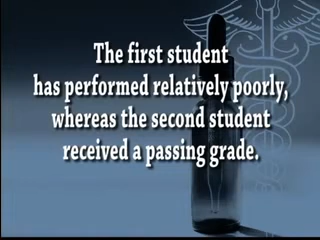 The first student
has performed relatively poorly,
whereas the second student
received a passing grade.